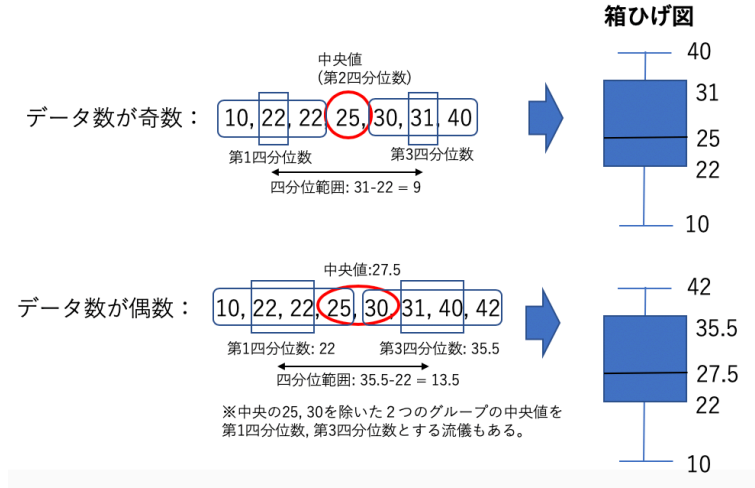 箱ひげ図
中央値
(第2四分位数)
データ数が奇数：
10, 22, 22, 25, 30, 31, 40
第1四分位数
第3四分位数
四分位範囲: 31-22 = 9
40
31
25
22
10
中央値:27.5
データ数が偶数：
10, 22, 22, 25, 30, 31, 40, 42
第1四分位数: 22
第3四分位数: 35.5
四分位範囲: 35.5-22 = 13.5
※中央の25, 30を除いた２つのグループの中央値を
第1四分位数, 第3四分位数とする流儀もある。
42
35.5
27.5
22
10